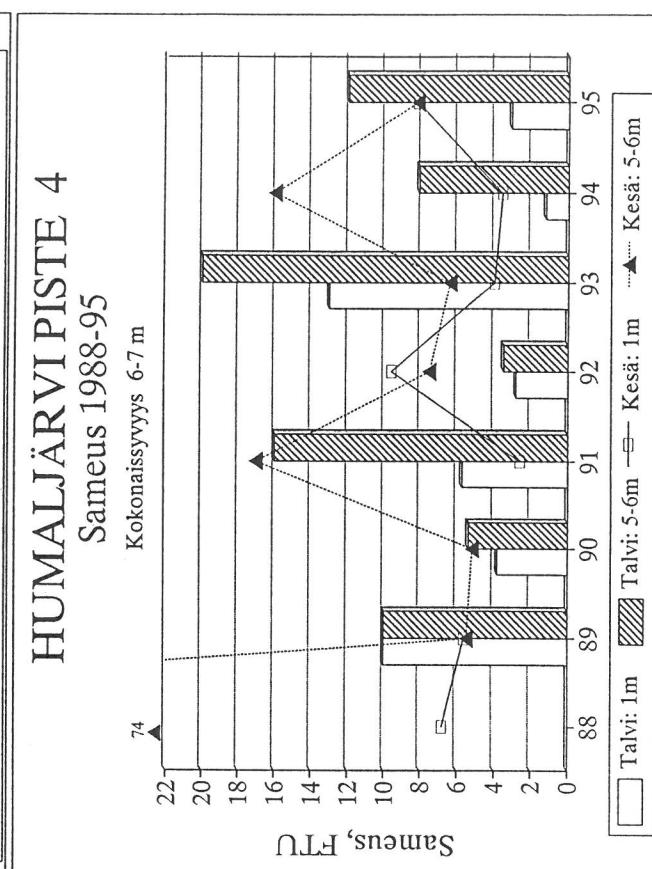 HUMALJÄRVI PISTE 4
Sameus 1988-95
Kokonaissyvyys 6-7 m
74
Sameus, FTU
22
20
18
16
14
12
10
8
6
4
2
0
88 89 90 91 92 93 94 95
Talvi: 1m Talvi: 5-6m Kesä: 1m Kesä: 5-6m